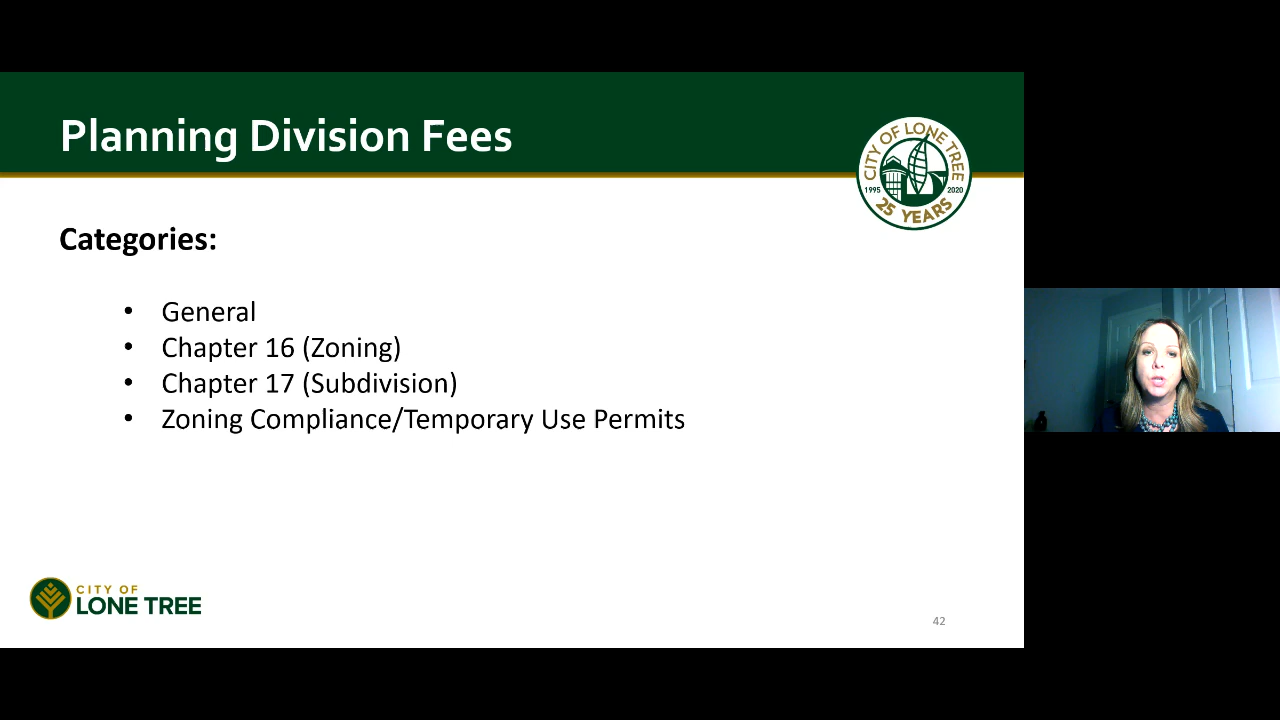 Planning Division Fees
CITY OF LONE TREE
1995 2020
25 YEARS
Categories:
• General
• Chapter 16 (Zoning)
• Chapter 17 (Subdivision)
• Zoning Compliance/Temporary Use Permits
CITY OF
LONE TREE
42